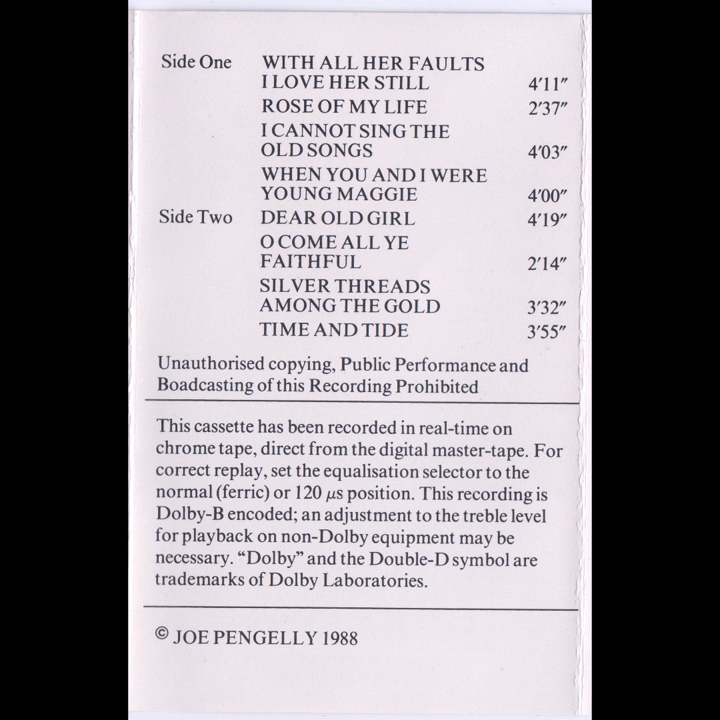 Side One WITH ALL HER FAULTS
I LOVE HER STILL 4′11″
ROSE OF MY LIFE 2′37″
I CANNOT SING THE
OLD SONGS 4′03″
WHEN YOU AND I WERE
YOUNG MAGGIE 4′00″
Side Two DEAR OLD GIRL 4′19″
O COME ALL YE
FAITHFUL 2′14″
SILVER THREADS
AMONG THE GOLD 3′32″
TIME AND TIDE 3′55″
Unauthorised copying, Public Performance and
Boadcasting of this Recording Prohibited
This cassette has been recorded in real-time on
chrome tape, direct from the digital master-tape. For
correct replay, set the equalisation selector to the
normal (ferric) or 120 μs position. This recording is
Dolby-B encoded; an adjustment to the treble level
for playback on non-Dolby equipment may be
necessary. “Dolby” and the Double-D symbol are
trademarks of Dolby Laboratories.
© JOE PENGELLY 1988